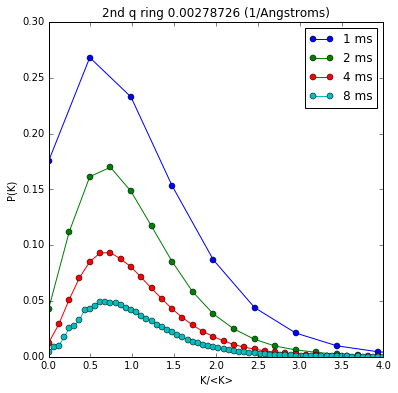 2nd q ring 0.00278726 (1/Angstroms)
0.30
0.25
0.20
0.15
0.10
0.05
0.00
P(K)
1 ms
2 ms
4 ms
8 ms
0.0 0.5 1.0 1.5 2.0 2.5 3.0 3.5 4.0
K/<K>